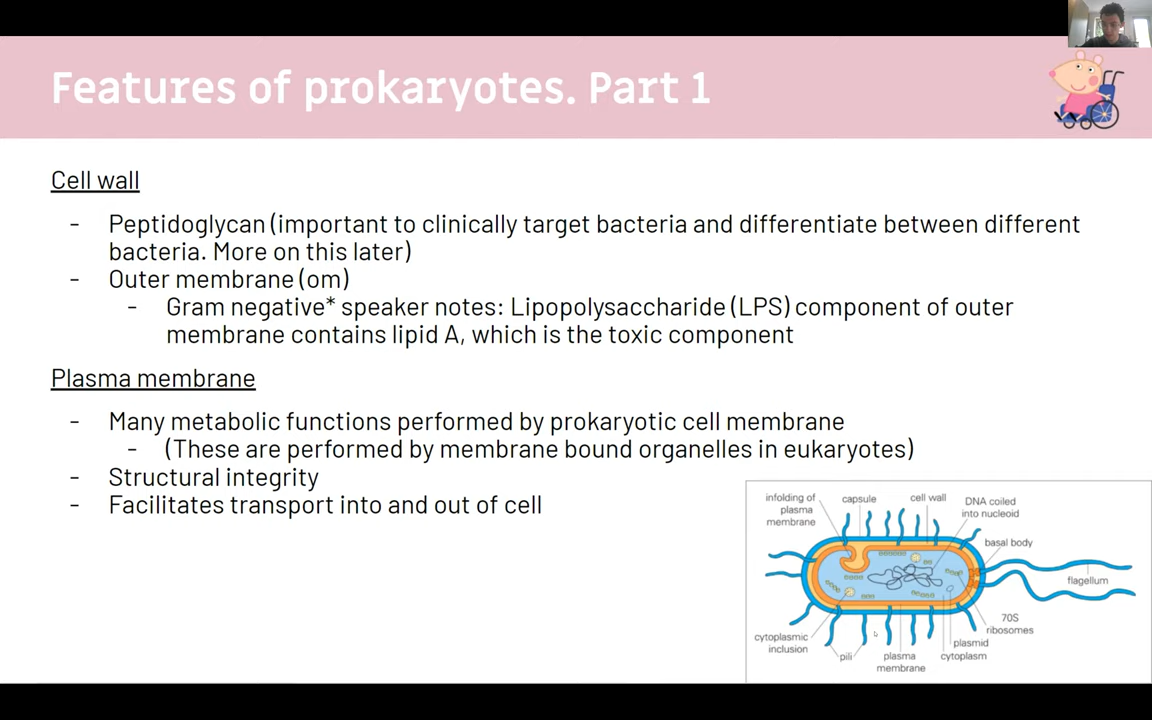 Features of prokaryotes. Part 1
Cell wall
- Peptidoglycan (important to clinically target bacteria and differentiate between different
bacteria. More on this later)
- Outer membrane (om)
- Gram negative* speaker notes: Lipopolysaccharide (LPS) component of outer
membrane contains lipid A, which is the toxic component
Plasma membrane
- Many metabolic functions performed by prokaryotic cell membrane
- (These are performed by membrane bound organelles in eukaryotes)
- Structural integrity
- Facilitates transport into and out of cell
infolding of
plasma
membrane
capsule
cell wall
DNA coiled
into nucleoid
basal body
flagellum
70S
ribosomes
plasmid
cytoplasm
plasma
membrane
pili
cytoplasmic
inclusion